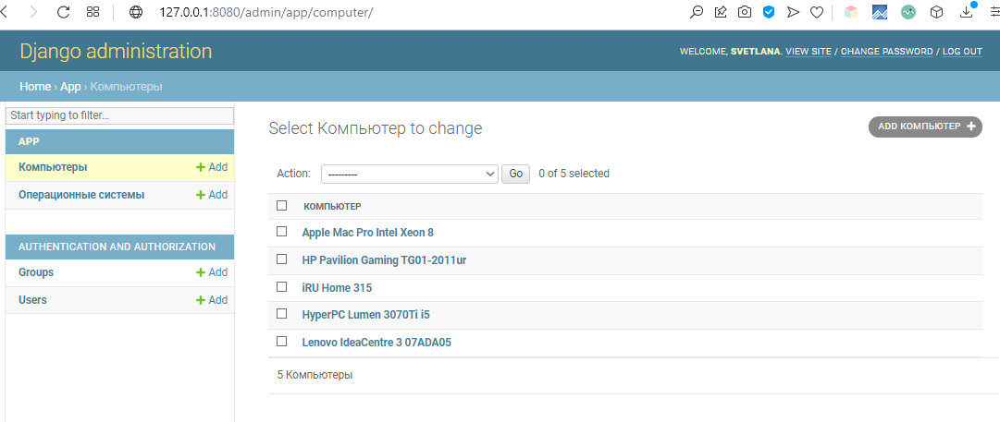 127.0.0.1:8080/admin/app/computer/
Django administration
WELCOME, SVETLANA. VIEW SITE / CHANGE PASSWORD / LOG OUT
Home › App › Компьютеры
Start typing to filter...
APP
Компьютеры + Add
Операционные системы + Add
AUTHENTICATION AND AUTHORIZATION
Groups + Add
Users + Add
Select Компьютер to change
ADD КОМПЬЮТЕР +
Action: --------- Go 0 of 5 selected
КОМПЬЮТЕР
Apple Mac Pro Intel Xeon 8
HP Pavilion Gaming TG01-2011ur
iRU Home 315
HyperPC Lumen 3070Ti i5
Lenovo IdeaCentre 3 07ADA05
5 Компьютеры